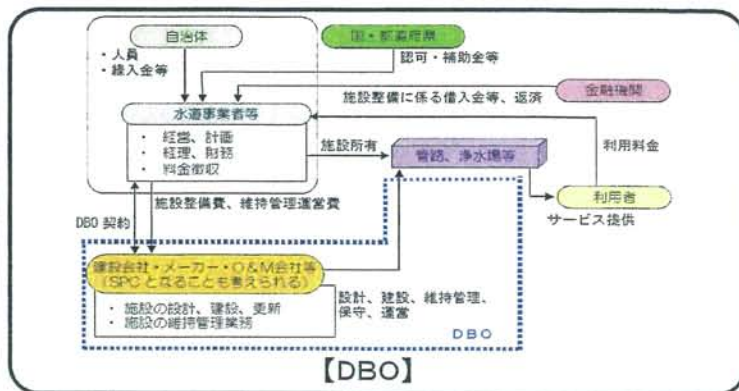 自治体
・人員
・繰入金等
国・都道府県
認可・補助金等
金融機関
施設整備に係る借入金等、返済
水道事業者等
・ 経営、計画
・ 経理、財務
・ 料金徴収
施設所有
管路、浄水場等
利用料金
利用者
サービス提供
施設整備費、維持管理運営費
DBO 契約
建設会社・メーカー・O&M会社等
(SPCとなることも考えられる)
・ 施設の設計、建設、更新
・ 施設の維持管理業務
設計、建設、維持管理、
保守、運営
DBO
【DBO】